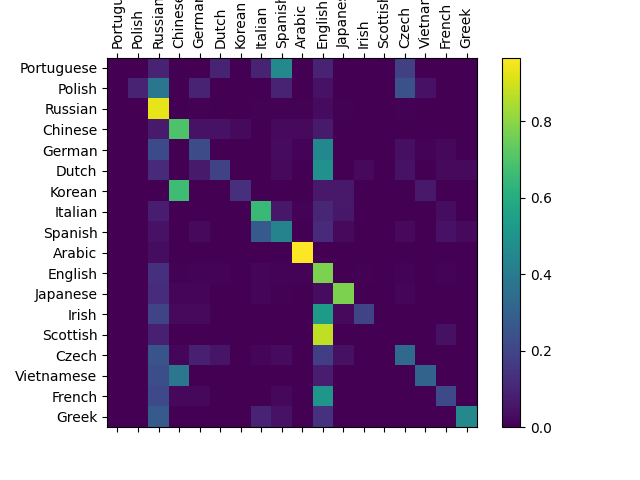 Portugu
Polish
Russian
Chinese
German
Dutch
Korean
Italian
Spanish
Arabic
English
Japanes
Irish
Scottish
Czech
Vietnan
French
Greek
Portuguese
Polish
Russian
Chinese
German
Dutch
Korean
Italian
Spanish
Arabic
English
Japanese
Irish
Scottish
Czech
Vietnamese
French
Greek
0.8
0.6
0.4
0.2
0.0